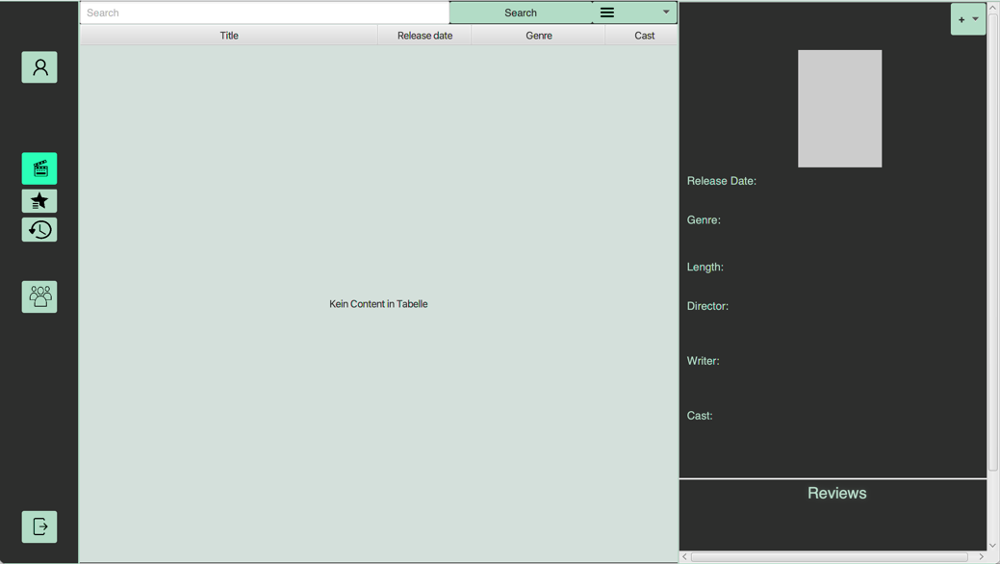 Search
Search
Title
Release date
Genre
Cast
Kein Content in Tabelle
+
Release Date:
Genre:
Length:
Director:
Writer:
Cast:
Reviews